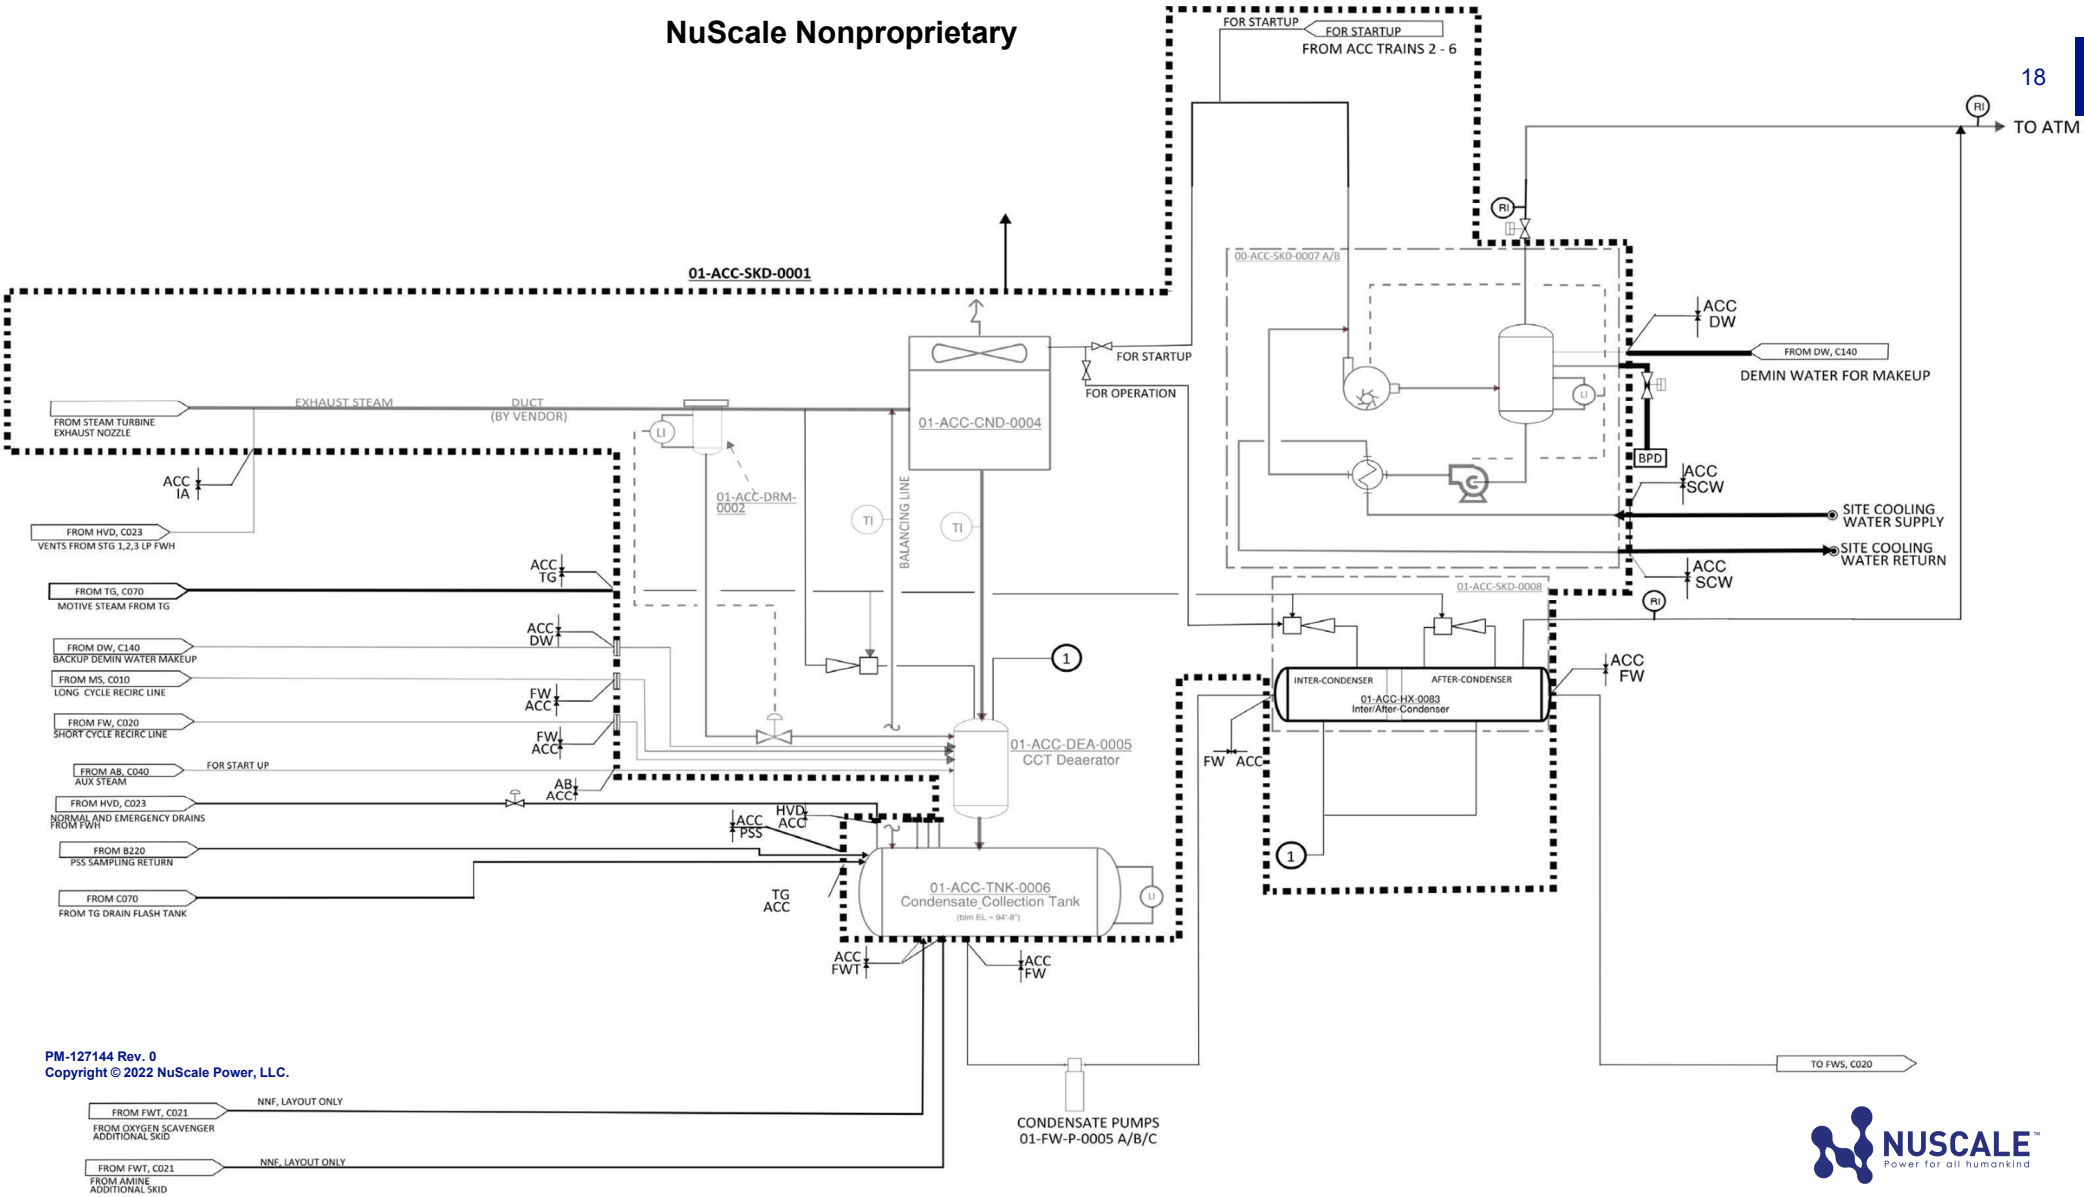 NuScale Nonproprietary
18
FOR STARTUP
FOR STARTUP
FROM ACC TRAINS 2 - 6
RI
TO ATM
RI
01-ACC-SKD-0001
00-ACC-SKD-0007 A/B
ACC
DW
FROM DW, C140
DEMIN WATER FOR MAKEUP
FOR STARTUP
FOR OPERATION
LI
BPD
EXHAUST STEAM
DUCT
(BY VENDOR)
FROM STEAM TURBINE
EXHAUST NOZZLE
LI
01-ACC-CND-0004
ACC
IA
01-ACC-DRM-
0002
BALANCING LINE
TI
TI
C
ACC
SCW
SITE COOLING
WATER SUPPLY
SITE COOLING
WATER RETURN
ACC
SCW
FROM HVD, C023
VENTS FROM STG 1,2,3 LP FWH
ACC
TG
FROM TG, C070
MOTIVE STEAM FROM TG
01-ACC-SKD-0008
RI
ACC
DW
FROM DW, C140
BACKUP DEMIN WATER MAKEUP
FROM MS, C010
LONG CYCLE RECIRC LINE
FW
ACC
FROM FW, C020
SHORT CYCLE RECIRC LINE
FW
ACC
1
INTER-CONDENSER
AFTER-CONDENSER
01-ACC-HX-0083
Inter/After-Condenser
ACC
FW
FW ACC
01-ACC-DEA-0005
CCT Deaerator
FROM AB, C040
AUX STEAM
FOR START UP
AB
ACC
FROM HVD, C023
NORMAL AND EMERGENCY DRAINS
FROM FWH
HVD
ACC
ACC
PSS
FROM B220
PSS SAMPLING RETURN
1
FROM C070
FROM TG DRAIN FLASH TANK
TG
ACC
01-ACC-TNK-0006
Condensate Collection Tank
(btm EL ~ 94'-8")
LI
ACC
FWT
ACC
FW
PM-127144 Rev. 0
Copyright © 2022 NuScale Power, LLC.
TO FWS, C020
FROM FWT, C021
NNF, LAYOUT ONLY
FROM OXYGEN SCAVENGER
ADDITIONAL SKID
CONDENSATE PUMPS
01-FW-P-0005 A/B/C
FROM FWT, C021
NNF, LAYOUT ONLY
FROM AMINE
ADDITIONAL SKID
NUSCALE™
Power for all humankind